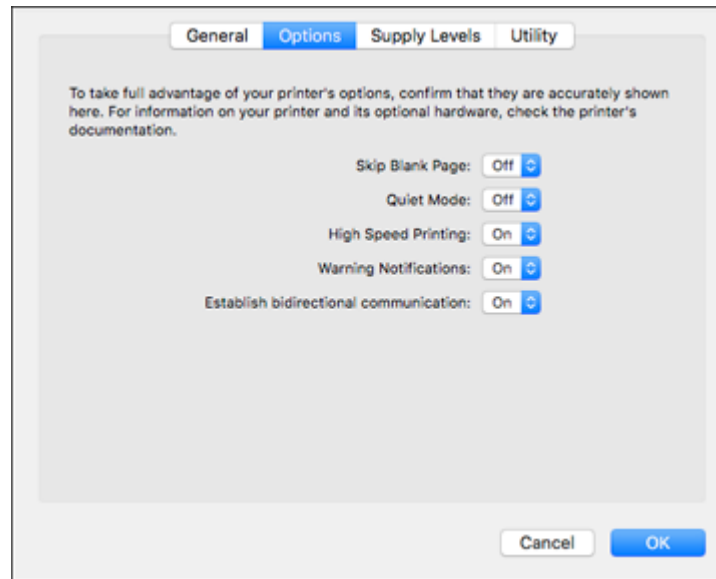 General Options Supply Levels Utility
To take full advantage of your printer's options, confirm that they are accurately shown
here. For information on your printer and its optional hardware, check the printer's
documentation.
Skip Blank Page: Off
Quiet Mode: Off
High Speed Printing: On
Warning Notifications: On
Establish bidirectional communication: On
Cancel OK